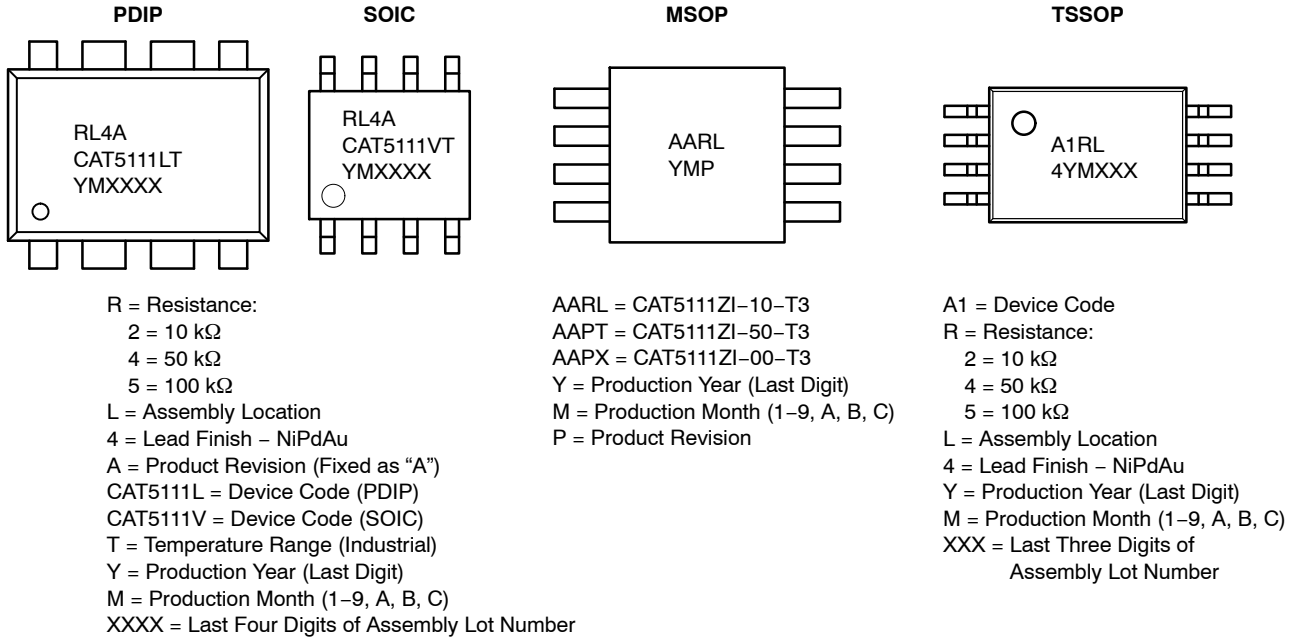 PDIP
SOIC
MSOP
TSSOP
RL4A
CAT5111LT
YMXXXX
RL4A
CAT5111VT
YMXXXX
AARL
YMP
A1RL
4YMXXX
R = Resistance:
2 = 10 kΩ
4 = 50 kΩ
5 = 100 kΩ
L = Assembly Location
4 = Lead Finish − NiPdAu
A = Product Revision (Fixed as “A”)
CAT5111L = Device Code (PDIP)
CAT5111V = Device Code (SOIC)
T = Temperature Range (Industrial)
Y = Production Year (Last Digit)
M = Production Month (1−9, A, B, C)
XXXX = Last Four Digits of Assembly Lot Number
AARL = CAT5111ZI−10−T3
AAPT = CAT5111ZI−50−T3
AAPX = CAT5111ZI−00−T3
Y = Production Year (Last Digit)
M = Production Month (1−9, A, B, C)
P = Product Revision
A1 = Device Code
R = Resistance:
2 = 10 kΩ
4 = 50 kΩ
5 = 100 kΩ
L = Assembly Location
4 = Lead Finish − NiPdAu
Y = Production Year (Last Digit)
M = Production Month (1−9, A, B, C)
XXX = Last Three Digits of
Assembly Lot Number